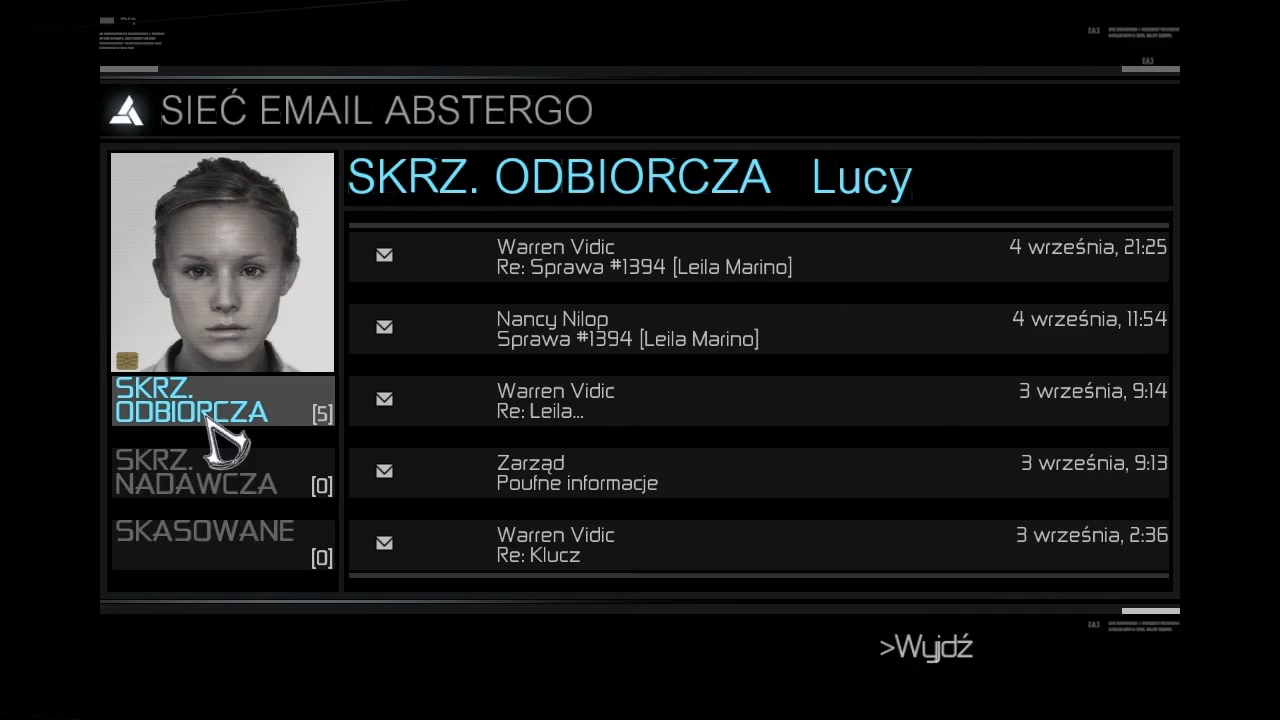 SIEĆ EMAIL ABSTERGO
SKRZ. ODBIORCZA Lucy
SKRZ.
ODBIORCZA [5]
SKRZ.
NADAWCZA [0]
SKASOWANE
[0]
Warren Vidic 4 września, 21:25
Re: Sprawa #1394 [Leila Marino]
Nancy Nilop 4 września, 11:54
Sprawa #1394 [Leila Marino]
Warren Vidic 3 września, 9:14
Re: Leila...
Zarząd 3 września, 9:13
Poufne informacje
Warren Vidic 3 września, 2:36
Re: Klucz
>Wyjdź